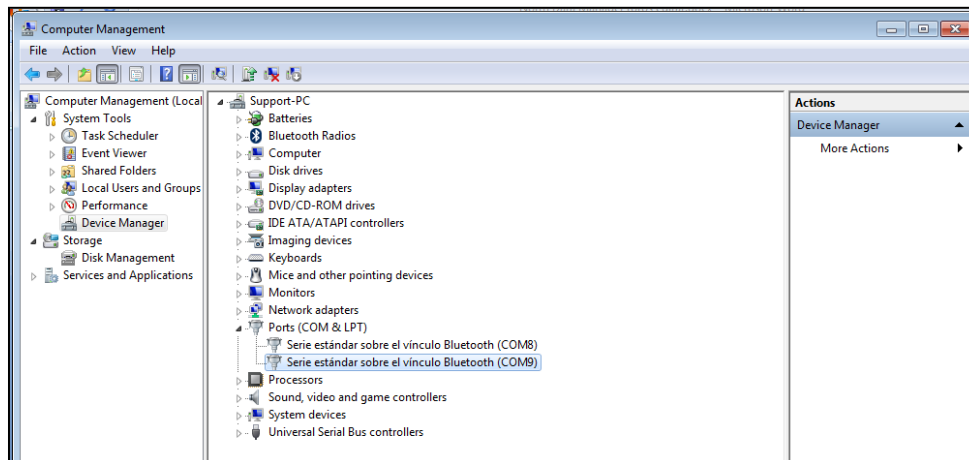 Computer Management
File Action View Help
Computer Management (Local
System Tools
Task Scheduler
Event Viewer
Shared Folders
Local Users and Groups
Performance
Device Manager
Storage
Disk Management
Services and Applications
Support-PC
Batteries
Bluetooth Radios
Computer
Disk drives
Display adapters
DVD/CD-ROM drives
IDE ATA/ATAPI controllers
Imaging devices
Keyboards
Mice and other pointing devices
Monitors
Network adapters
Ports (COM & LPT)
Serie estándar sobre el vínculo Bluetooth (COM8)
Serie estándar sobre el vínculo Bluetooth (COM9)
Processors
Sound, video and game controllers
System devices
Universal Serial Bus controllers
Actions
Device Manager
More Actions